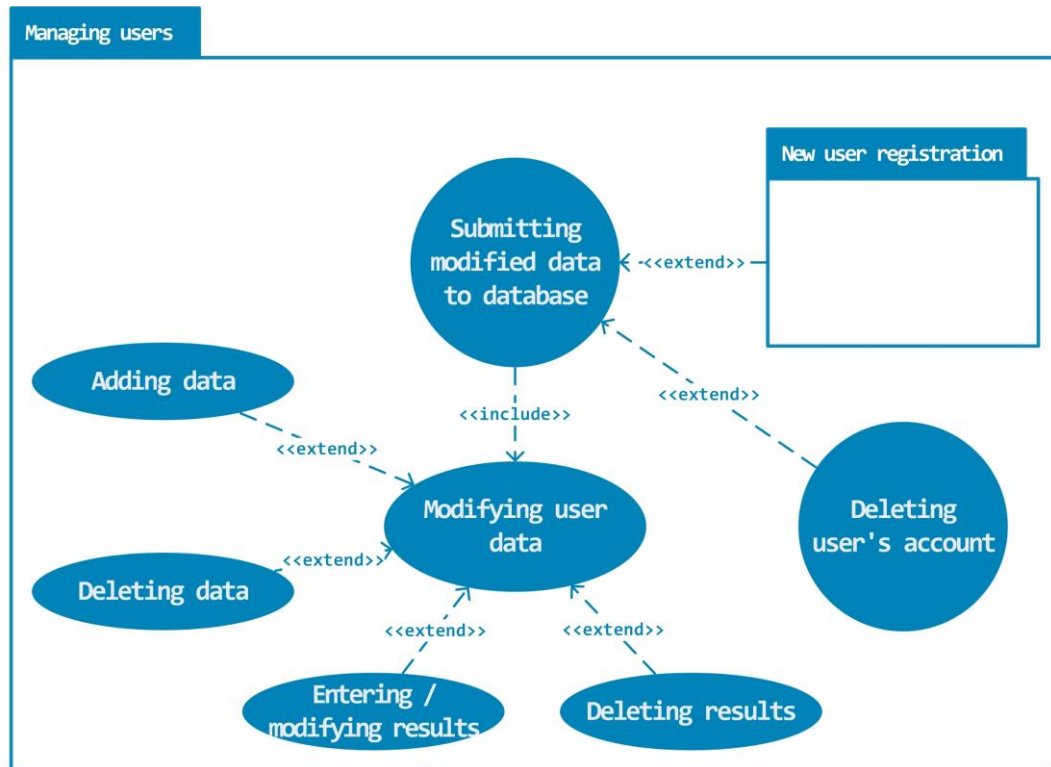 Managing users
New user registration
Submitting
modified data
to database
<<extend>>
Adding data
<<extend>>
<<include>>
<<extend>>
Modifying user
data
Deleting
user's account
<<extend>>
Deleting data
<<extend>>
<<extend>>
Entering /
modifying results
Deleting results